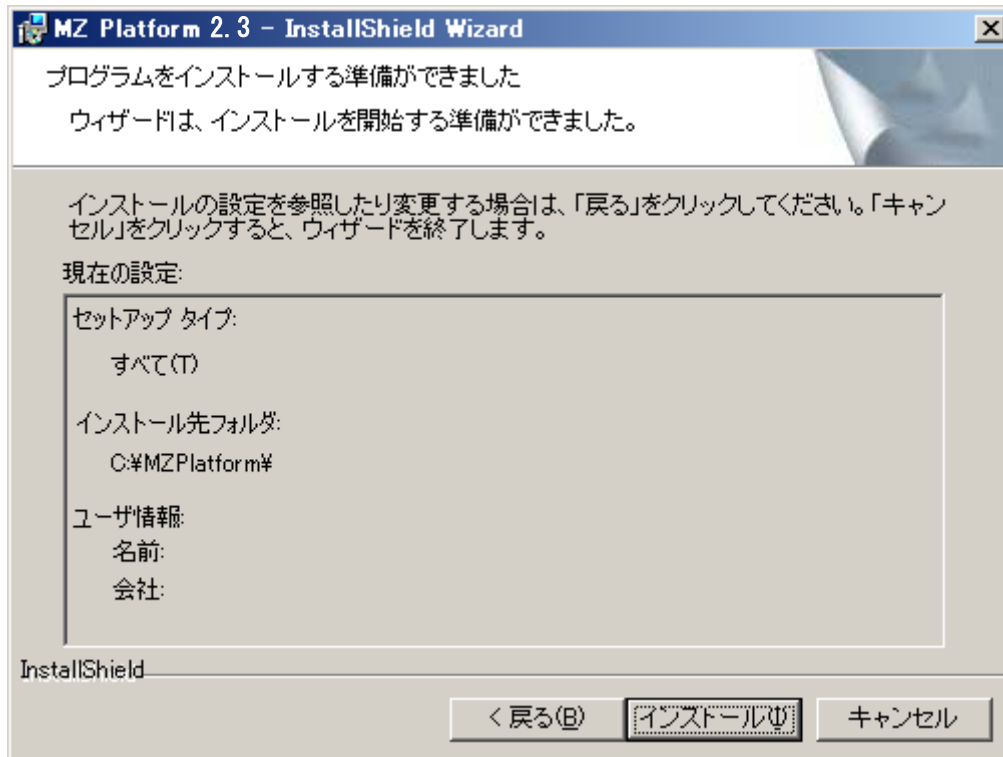 MZ Platform 2.3 - InstallShield Wizard
プログラムをインストールする準備ができました
ウィザードは、インストールを開始する準備ができました。
インストールの設定を参照したり変更する場合は、「戻る」をクリックしてください。「キャン
セル」をクリックすると、ウィザードを終了します。
現在の設定:
セットアップ タイプ:
すべて(T)
インストール先フォルダ:
C:¥MZPlatform¥
ユーザ情報:
名前:
会社:
InstallShield
< 戻る(B) インストール(I) キャンセル